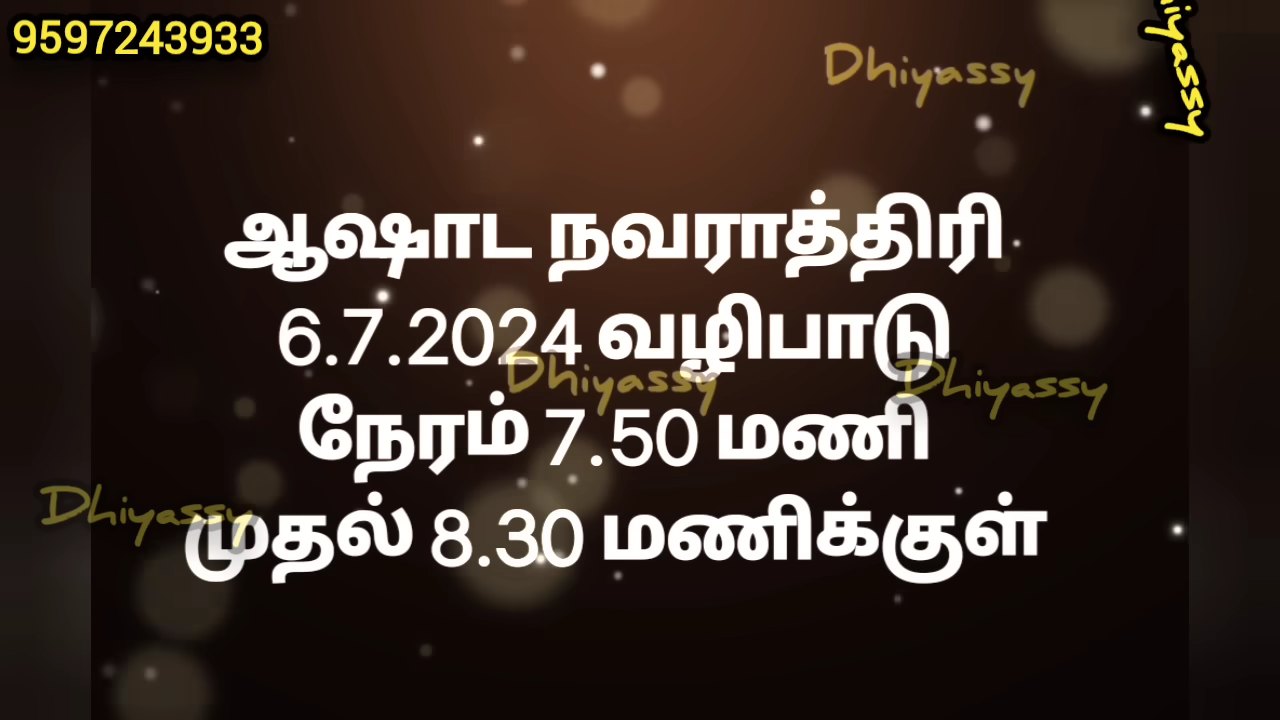 9597243933
Dhiyassy
iyassy
ஆஷாட நவராத்திரி
6.7.2024 வழிபாடு
Dhiyassy
Dhiyassy
நேரம் 7.50 மணி
Dhiyassy
முதல் 8.30 மணிக்குள்